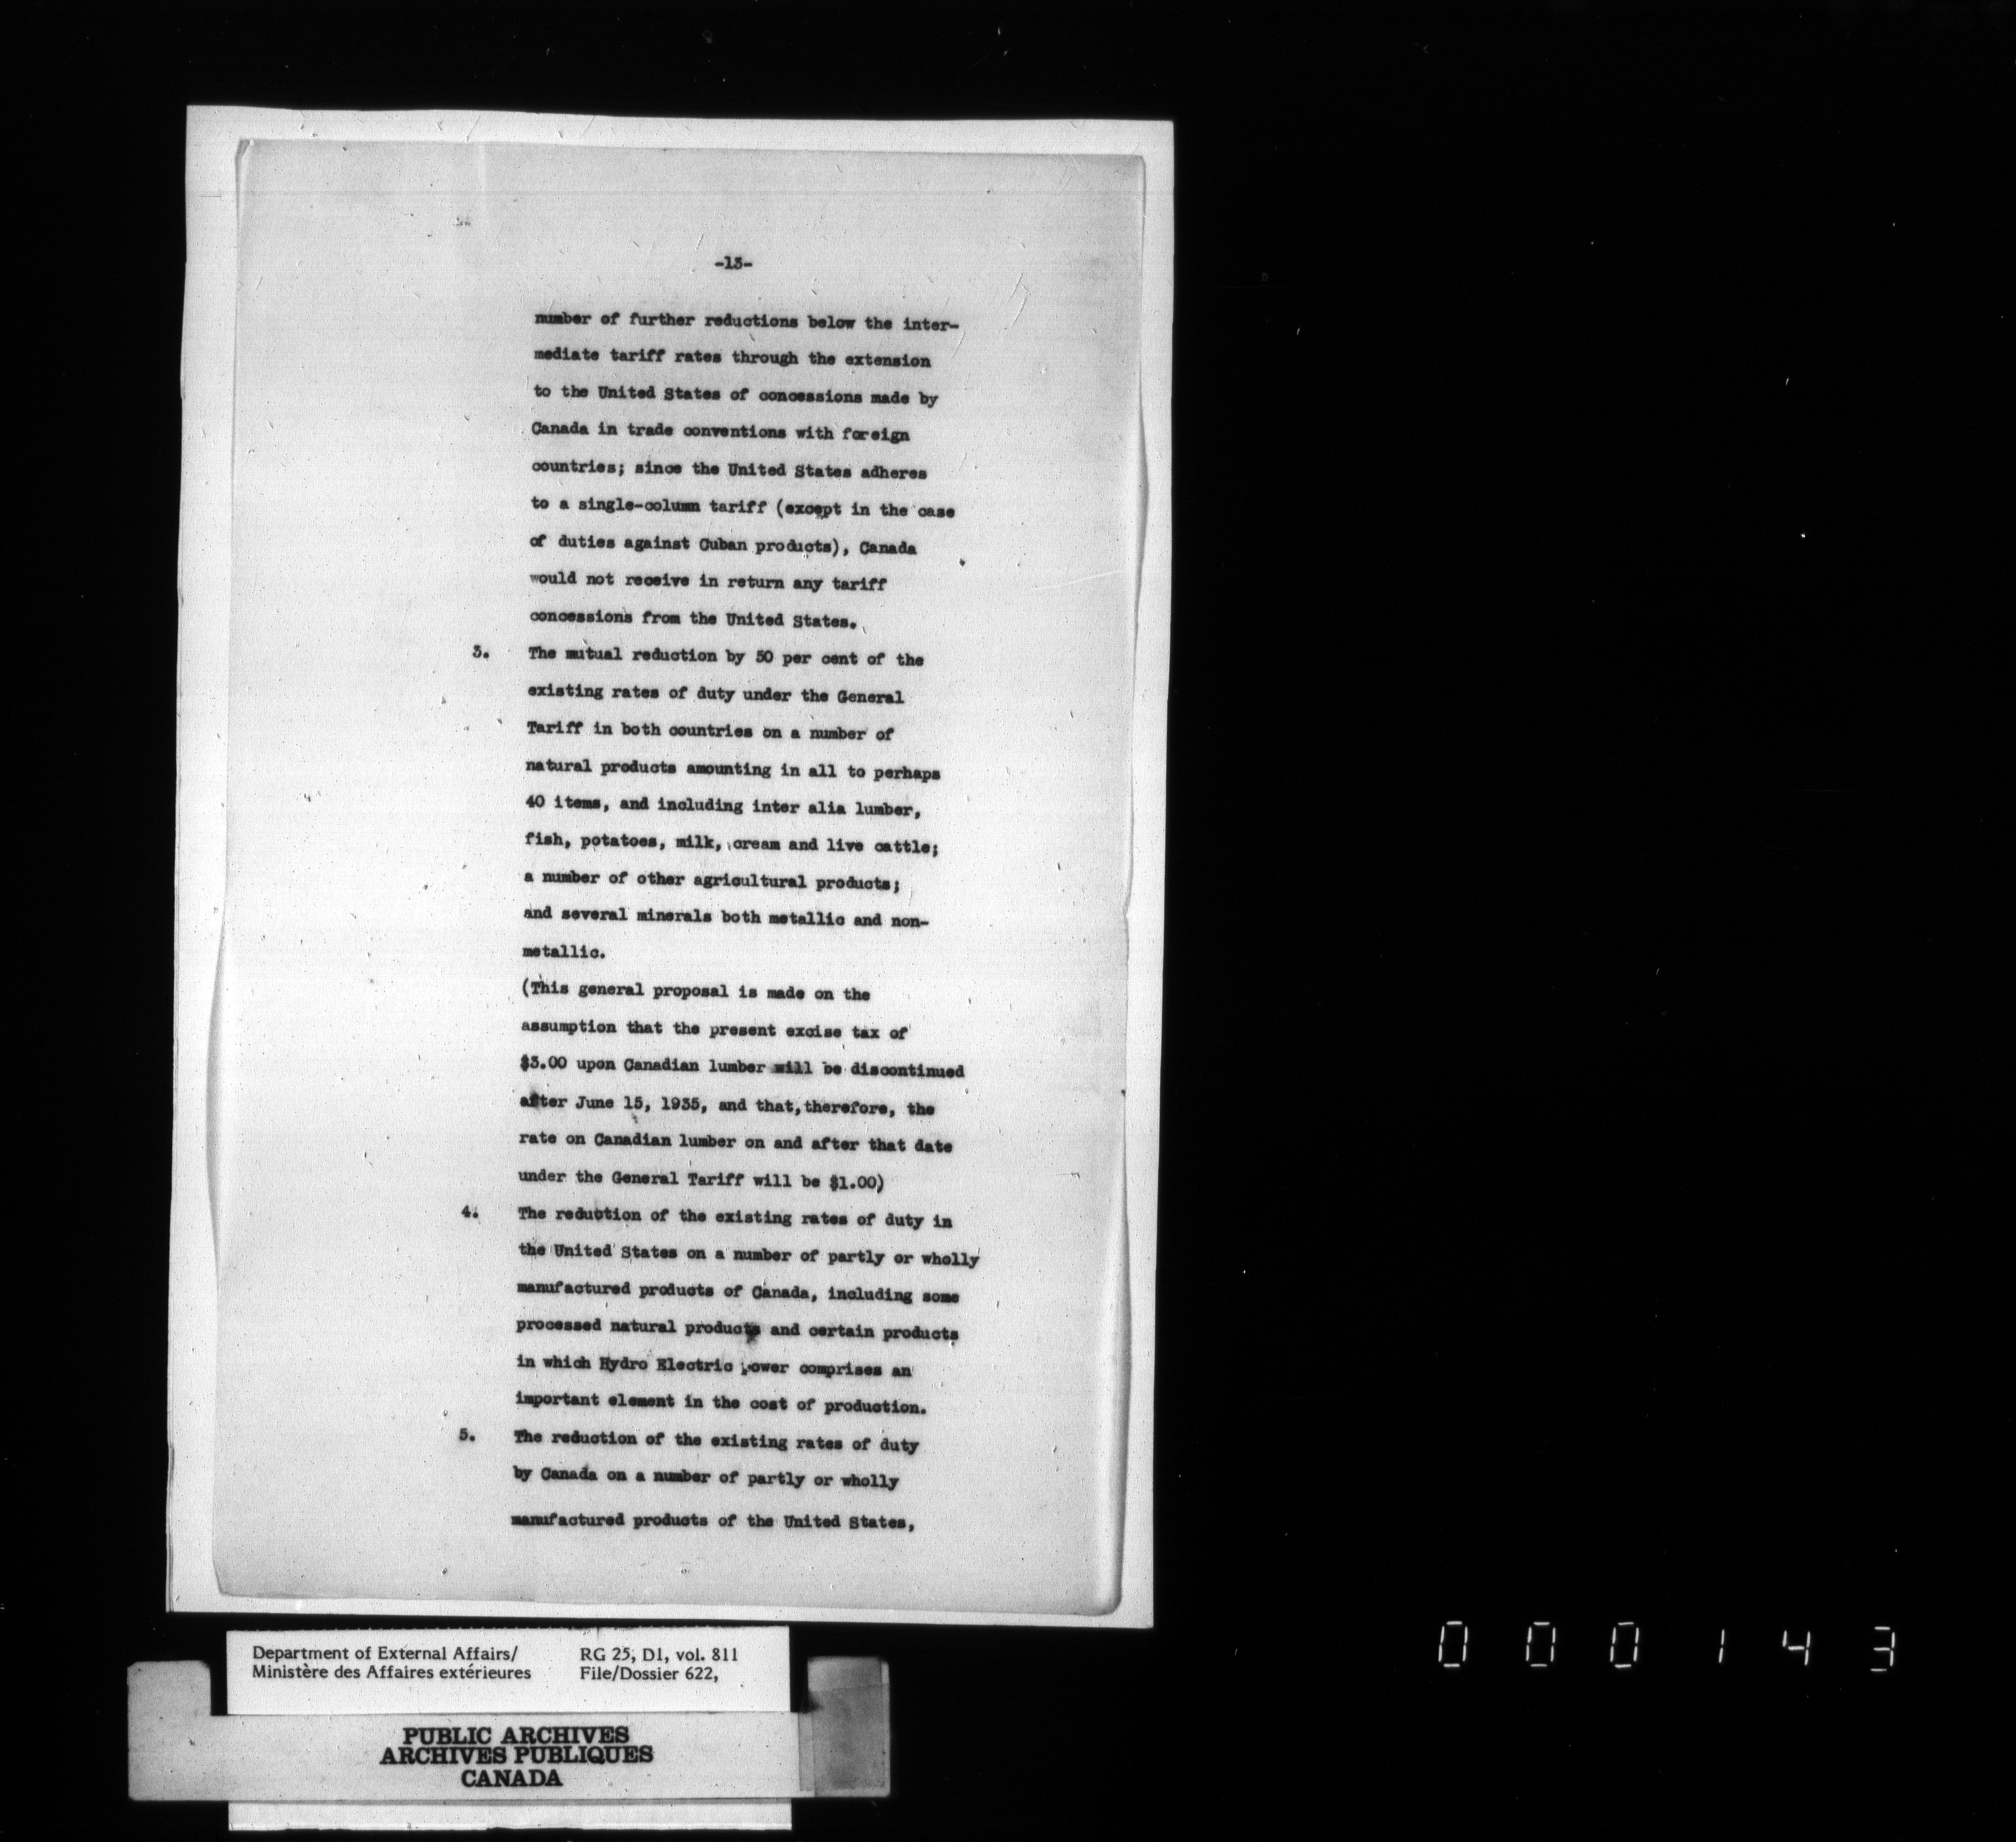 -13-
number of further reductions below the inter-
mediate tariff rates through the extension
to the United States of concessions made by
Canada in trade conventions with foreign
countries; since the United States adheres
to a single-column tariff (except in the case
of duties against Cuban products), Canada
would not receive in return any tariff
concessions from the United States.
3. The mutual reduction by 50 per cent of the
existing rates of duty under the General
Tariff in both countries on a number of
natural products amounting in all to perhaps
40 items, and including inter alia lumber,
fish, potatoes, milk, cream and live cattle;
a number of other agricultural products;
and several minerals both metallic and non-
metallic.
(This general proposal is made on the
assumption that the present excise tax of
$3.00 upon Canadian lumber will be discontinued
after June 15, 1935, and that, therefore, the
rate on Canadian lumber on and after that date
under the General Tariff will be $1.00)
4. The reduction of the existing rates of duty in
the United States on a number of partly or wholly
manufactured products of Canada, including some
processed natural products and certain products
in which Hydro Electric power comprises an
important element in the cost of production.
5. The reduction of the existing rates of duty
by Canada on a number of partly or wholly
manufactured products of the United States,
Department of External Affairs/ RG 25, D1, vol. 811
Ministère des Affaires extérieures File/Dossier 622,
PUBLIC ARCHIVES
ARCHIVES PUBLIQUES
CANADA
000143